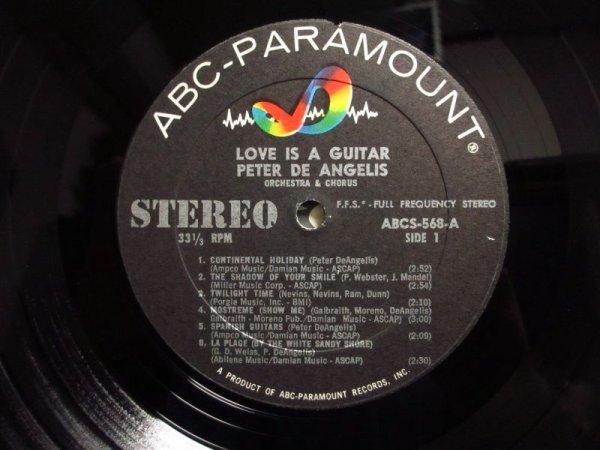 ABC-PARAMOUNT®
LOVE IS A GUITAR
PETER DE ANGELIS
ORCHESTRA & CHORUS
STEREO
33 1/3 RPM
F.F.S.* - FULL FREQUENCY STEREO
ABCS-568-A
SIDE 1
1. CONTINENTAL HOLIDAY (Peter DeAngelis)
(Ampco Music/Damian Music - ASCAP) (2:52)
2. THE SHADOW OF YOUR SMILE (P. Webster, J. Mandel)
(Miller Music Corp. - ASCAP) (2:54)
3. TWILIGHT TIME (Nevins, Nevins, Ram, Dunn)
(Porgie Music, Inc. - BMI) (2:10)
4. MOSTREME (SHOW ME) (Galbraith, Moreno, DeAngelis)
(Galbraith - Moreno Pub./Damian Music - ASCAP) (3:00)
5. SPANISH GUITARS (Peter DeAngelis)
(Ampco Music/Damian Music - ASCAP) (2:09)
6. LA PLAGE (BY THE WHITE SANDY SHORE)
(G. D. Weiss, P. DeAngelis)
(Abilene Music/Damian Music - ASCAP) (2:30)
A PRODUCT OF ABC-PARAMOUNT RECORDS, INC.